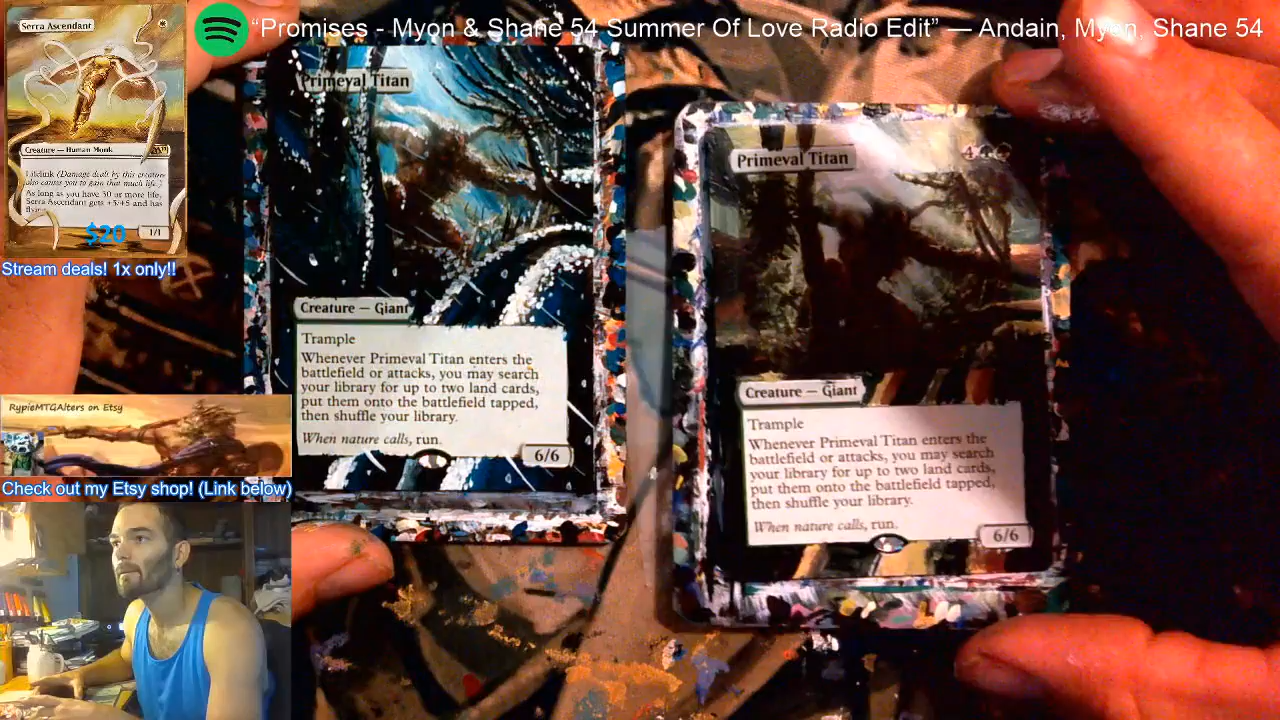 Serra Ascendant
Creature — Human Monk
Lifelink (Damage dealt by this creature
also causes you to gain that much life.)
As long as you have 30 or more life,
Serra Ascendant gets +5/+5 and has
$20
1/1
Stream deals! 1x only!!
“Promises - Myon & Shane 54 Summer Of Love Radio Edit” — Andain, Myon, Shane 54
Primeval Titan
Creature — Giant
Trample
Whenever Primeval Titan enters the
battlefield or attacks, you may search
your library for up to two land cards,
put them onto the battlefield tapped,
then shuffle your library.
When nature calls, run.
6/6
Primeval Titan
4
Creature — Giant
Trample
Whenever Primeval Titan enters the
battlefield or attacks, you may search
your library for up to two land cards,
put them onto the battlefield tapped,
then shuffle your library.
When nature calls, run.
6/6
RypieMTGAlters on Etsy
Check out my Etsy shop! (Link below)